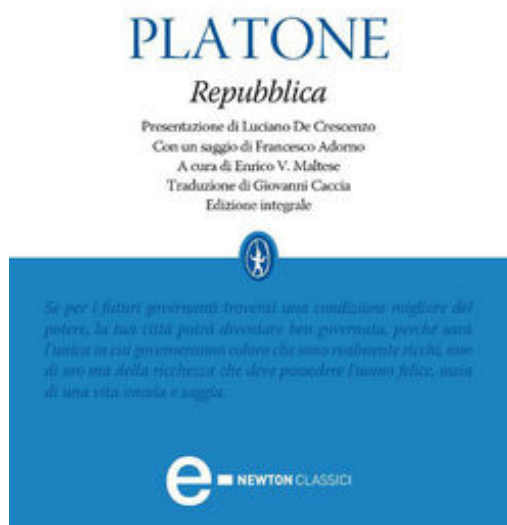 PLATONE
Repubblica
Presentazione di Luciano De Crescenzo
Con un saggio di Francesco Adorno
A cura di Enrico V. Maltese
Traduzione di Giovanni Caccia
Edizione integrale
Se per i futuri governanti troverai una condizione migliore del
potere, la tua città potrà diventare ben governata, perché sarà
l'unica in cui governeranno coloro che sono realmente ricchi, non
di oro ma della ricchezza che deve possedere l'uomo felice, ossia
di una vita onesta e saggia.
e NEWTON CLASSICI